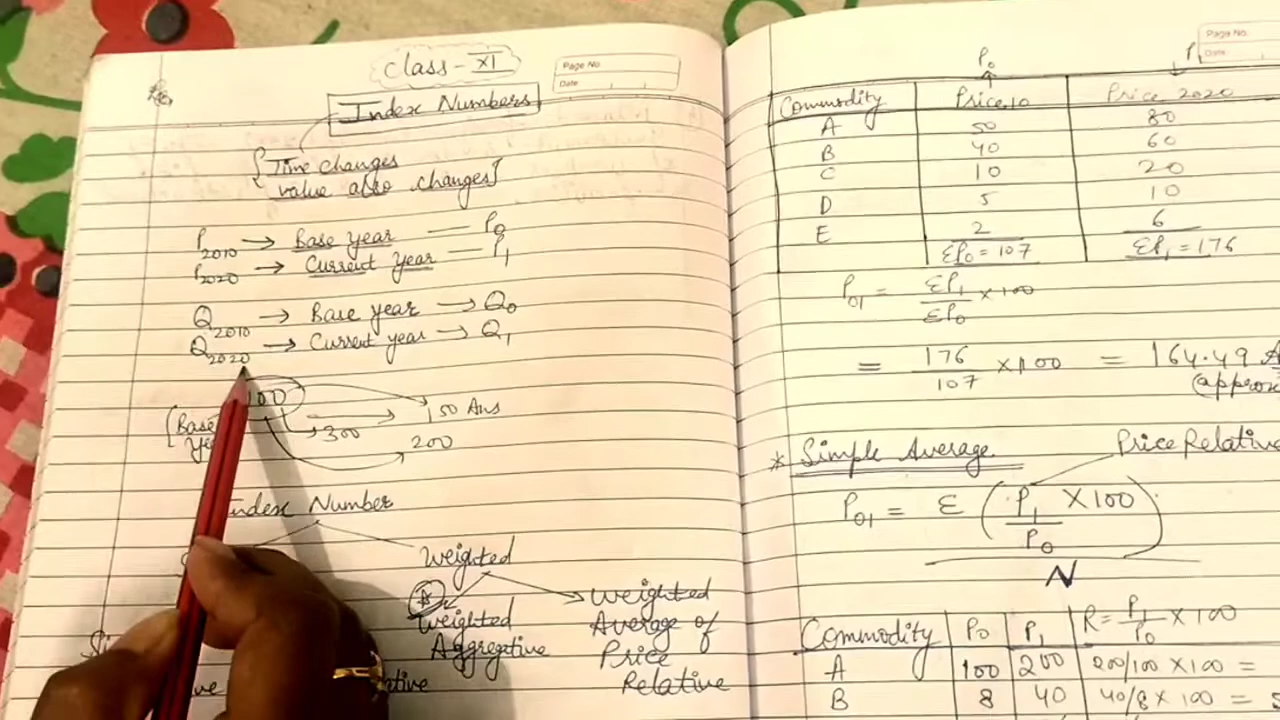 Class-XI
Page No.
Date
Index Numbers
Time changes
value also changes
P2010 → Base year — P0
P2020 → Current year — P1
Q2010 → Base year → Q0
Q2020 → Current year → Q1
100
150 Ans
(Base
300
200
Index Number
Weighted
Weighted
Aggregative
Weighted
Average of
Price
Relative
Page No.
Date
P0
Commodity Price, 10 Price 2020
A 50 80
B 40 60
C 10 20
D 5 10
E 2 6
ΣP0 = 107 ΣP1 = 176
P01 = ΣP1/ΣP0 × 100
= 176/107 × 100 = 164.49
(approx
* Simple Average. Price Relative
P01 = Σ (P1/P0 × 100)
N
Commodity P0 P1 R = P1/P0 × 100
A 100 200 200/100 × 100 =
B 8 40 40/8 × 100 =